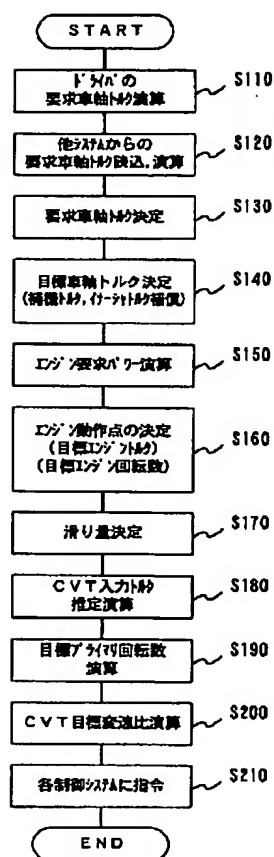 START
ドライバの
要求車軸トルク演算
S110
他システムからの
要求車軸トルク読込,演算
S120
要求車軸トルク決定
S130
目標車軸トルク決定
(補機トルク,イナーシャトルク補償)
S140
エンジン要求パワー演算
S150
エンジン動作点の決定
(目標エンジントルク)
(目標エンジン回転数)
S160
滑り量決定
S170
CVT入力トルク
推定演算
S180
目標プライマリ回転数
演算
S190
CVT目標変速比演算
S200
各制御システムに指令
S210
END